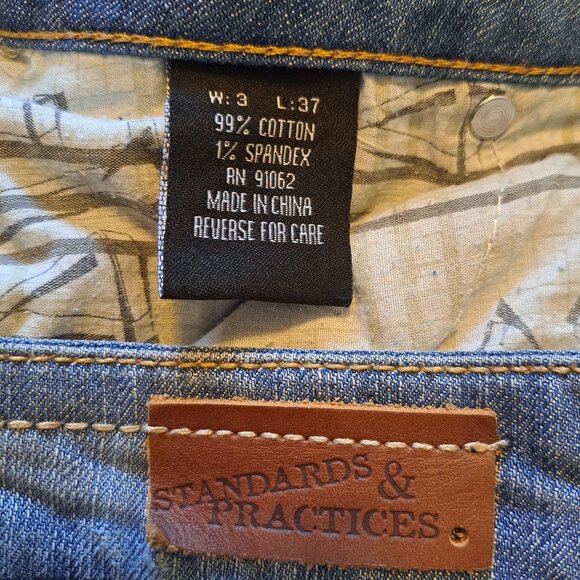 W: 3 L: 37
99% COTTON
1% SPANDEX
RN 91062
MADE IN CHINA
REVERSE FOR CARE
STANDARDS &
PRACTICES